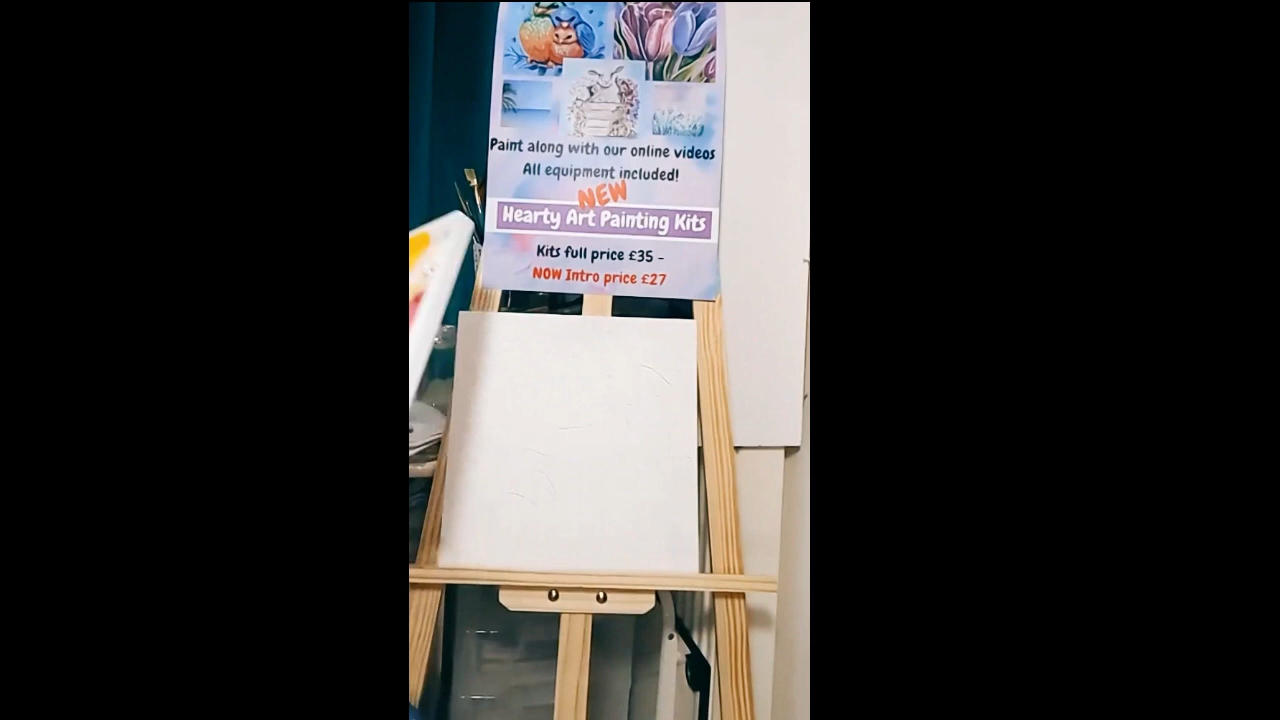 Paint along with our online videos
All equipment included!
NEW
Hearty Art Painting Kits
Kits full price £35 -
NOW Intro price £27